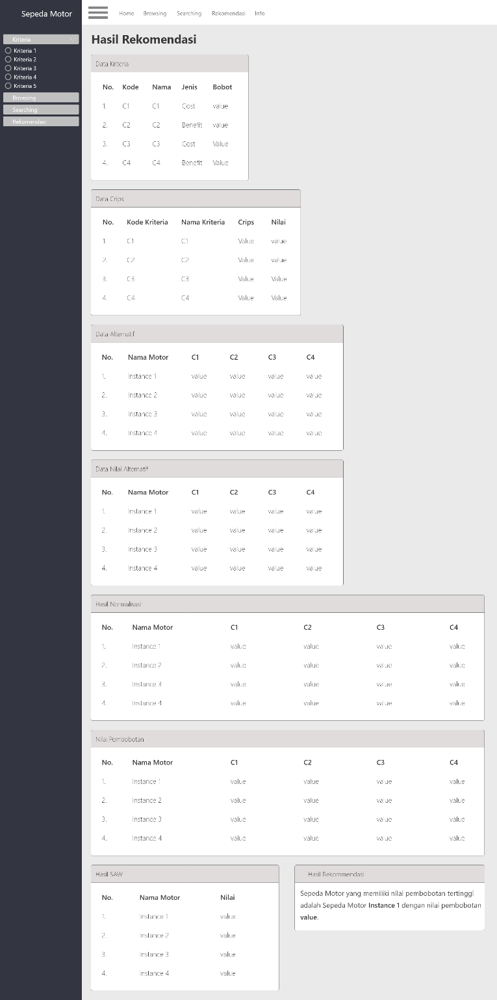 Sepeda Motor
Home Browsing Searching Rekomendasi Info
Kriteria
Kriteria 1
Kriteria 2
Kriteria 3
Kriteria 4
Kriteria 5
Browsing
Searching
Rekomendasi
Hasil Rekomendasi
Data Kriteria
No. Kode Nama Jenis Bobot
1. C1 C1 Cost value
2. C2 C2 Benefit value
3. C3 C3 Cost Value
4. C4 C4 Benefit Value
Data Crips
No. Kode Kriteria Nama Kriteria Crips Nilai
1. C1 C1 Value value
2. C2 C2 Value value
3. C3 C3 Value Value
4. C4 C4 Value Value
Data Alternatif
No. Nama Motor C1 C2 C3 C4
1. Instance 1 value value value value
2. Instance 2 value value value value
3. Instance 3 value value value value
4. Instance 4 value value value value
Data Nilai Alternatif
No. Nama Motor C1 C2 C3 C4
1. Instance 1 value value value value
2. Instance 2 value value value value
3. Instance 3 value value value value
4. Instance 4 value value value value
Hasil Normalisasi
No. Nama Motor C1 C2 C3 C4
1. Instance 1 value value value value
2. Instance 2 value value value value
3. Instance 3 value value value value
4. Instance 4 value value value value
Nilai Pembobotan
No. Nama Motor C1 C2 C3 C4
1. Instance 1 value value value value
2. Instance 2 value value value value
3. Instance 3 value value value value
4. Instance 4 value value value value
Hasil SAW
No. Nama Motor Nilai
1. Instance 1 value
2. Instance 2 value
3. Instance 3 value
4. Instance 4 value
Hasil Rekommendasi
Sepeda Motor yang memiliki nilai pembobotan tertinggi
adalah Sepeda Motor Instance 1 dengan nilai pembobotan
value.